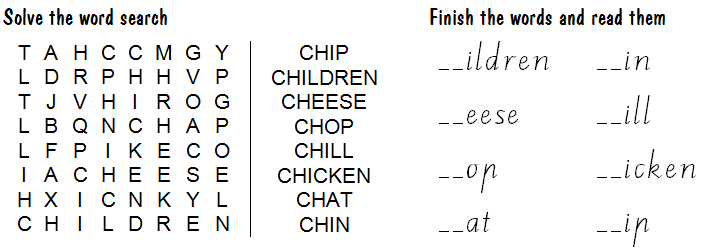 Solve the word search
T A H C C M G Y
L D R P H H V P
T J V H I R O G
L B Q N C H A P
L F P I K E C O
I A C H E E S E
H X I C N K Y L
C H I L D R E N
CHIP
CHILDREN
CHEESE
CHOP
CHILL
CHICKEN
CHAT
CHIN
Finish the words and read them
__ildren __in
__eese __ill
__op __icken
__at __ip